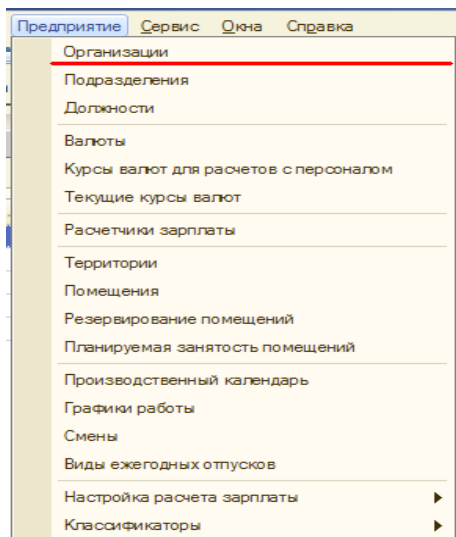 Предприятие Сервис Окна Справка
Организации
Подразделения
Должности
Валюты
Курсы валют для расчетов с персоналом
Текущие курсы валют
Расчетчики зарплаты
Территории
Помещения
Резервирование помещений
Планируемая занятость помещений
Производственный календарь
Графики работы
Смены
Виды ежегодных отпусков
Настройка расчета зарплаты
Классификаторы